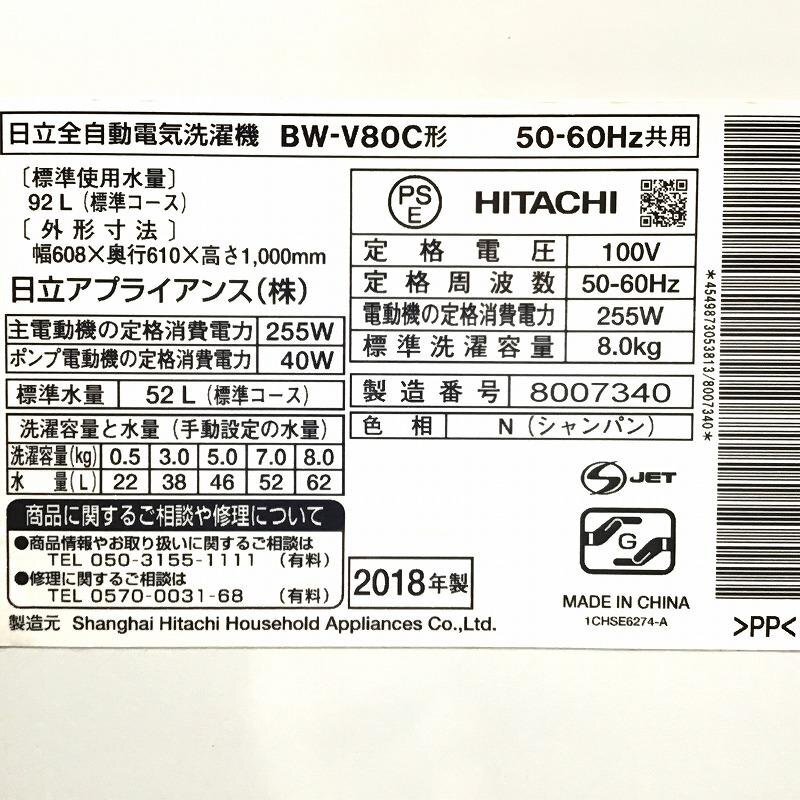 日立全自動電気洗濯機 BW-V80C形 50-60Hz共用
〔標準使用水量〕
92 L (標準コース)
〔外形寸法〕
幅608×奥行610×高さ1,000mm
日立アプライアンス(株)
主電動機の定格消費電力 255W
ポンプ電動機の定格消費電力 40W
標準水量 52 L (標準コース)
洗濯容量と水量 (手動設定の水量)
洗濯容量(kg) 0.5 3.0 5.0 7.0 8.0
水量(L) 22 38 46 52 62
商品に関するご相談や修理について
●商品情報やお取り扱いに関するご相談は
TEL 050-3155-1111 (有料)
●修理に関するご相談は
TEL 0570-0031-68 (有料)
製造元 Shanghai Hitachi Household Appliances Co.,Ltd.
PSE HITACHI
定格電圧 100V
定格周波数 50-60Hz
電動機の定格消費電力 255W
標準洗濯容量 8.0kg
製造番号 8007340
色相 N (シャンパン)
S JET
G
2018年製
MADE IN CHINA
1CHSE6274-A
*4549873053813/8007340*
>PP<